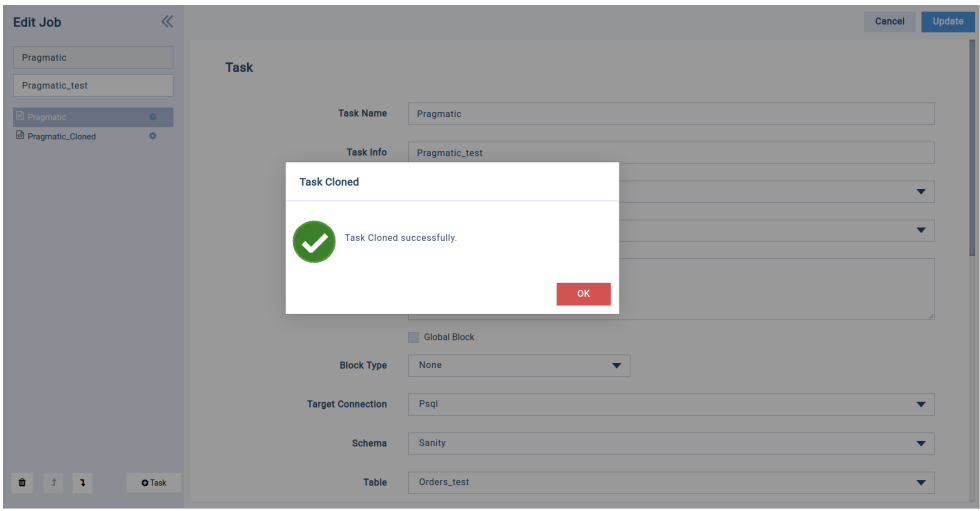 Edit Job
Cancel
Update
Pragmatic
Pragmatic_test
Pragmatic
Pragmatic_Cloned
Task
Task Name
Pragmatic
Task Info
Pragmatic_test
Task Cloned
Task Cloned successfully.
OK
Global Block
Block Type
None
Target Connection
Psql
Schema
Sanity
Table
Orders_test
Task